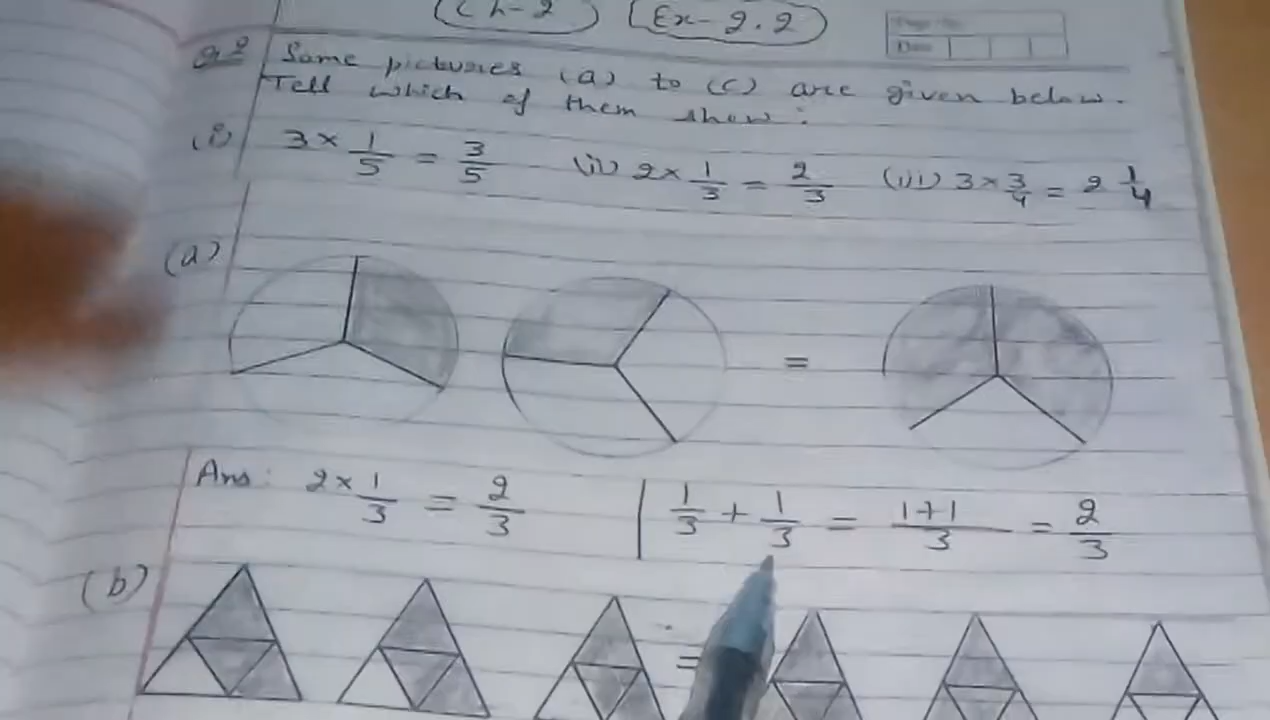 Ch-2 Ex-2.2
Date
Q2 Some pictures (a) to (c) are given below.
Tell which of them show:
(i) 3 × 1/5 = 3/5 (ii) 2 × 1/3 = 2/3 (iii) 3 × 3/4 = 2 1/4
(a)
=
Ans: 2 × 1/3 = 2/3 | 1/3 + 1/3 = 1+1/3 = 2/3
(b)
=